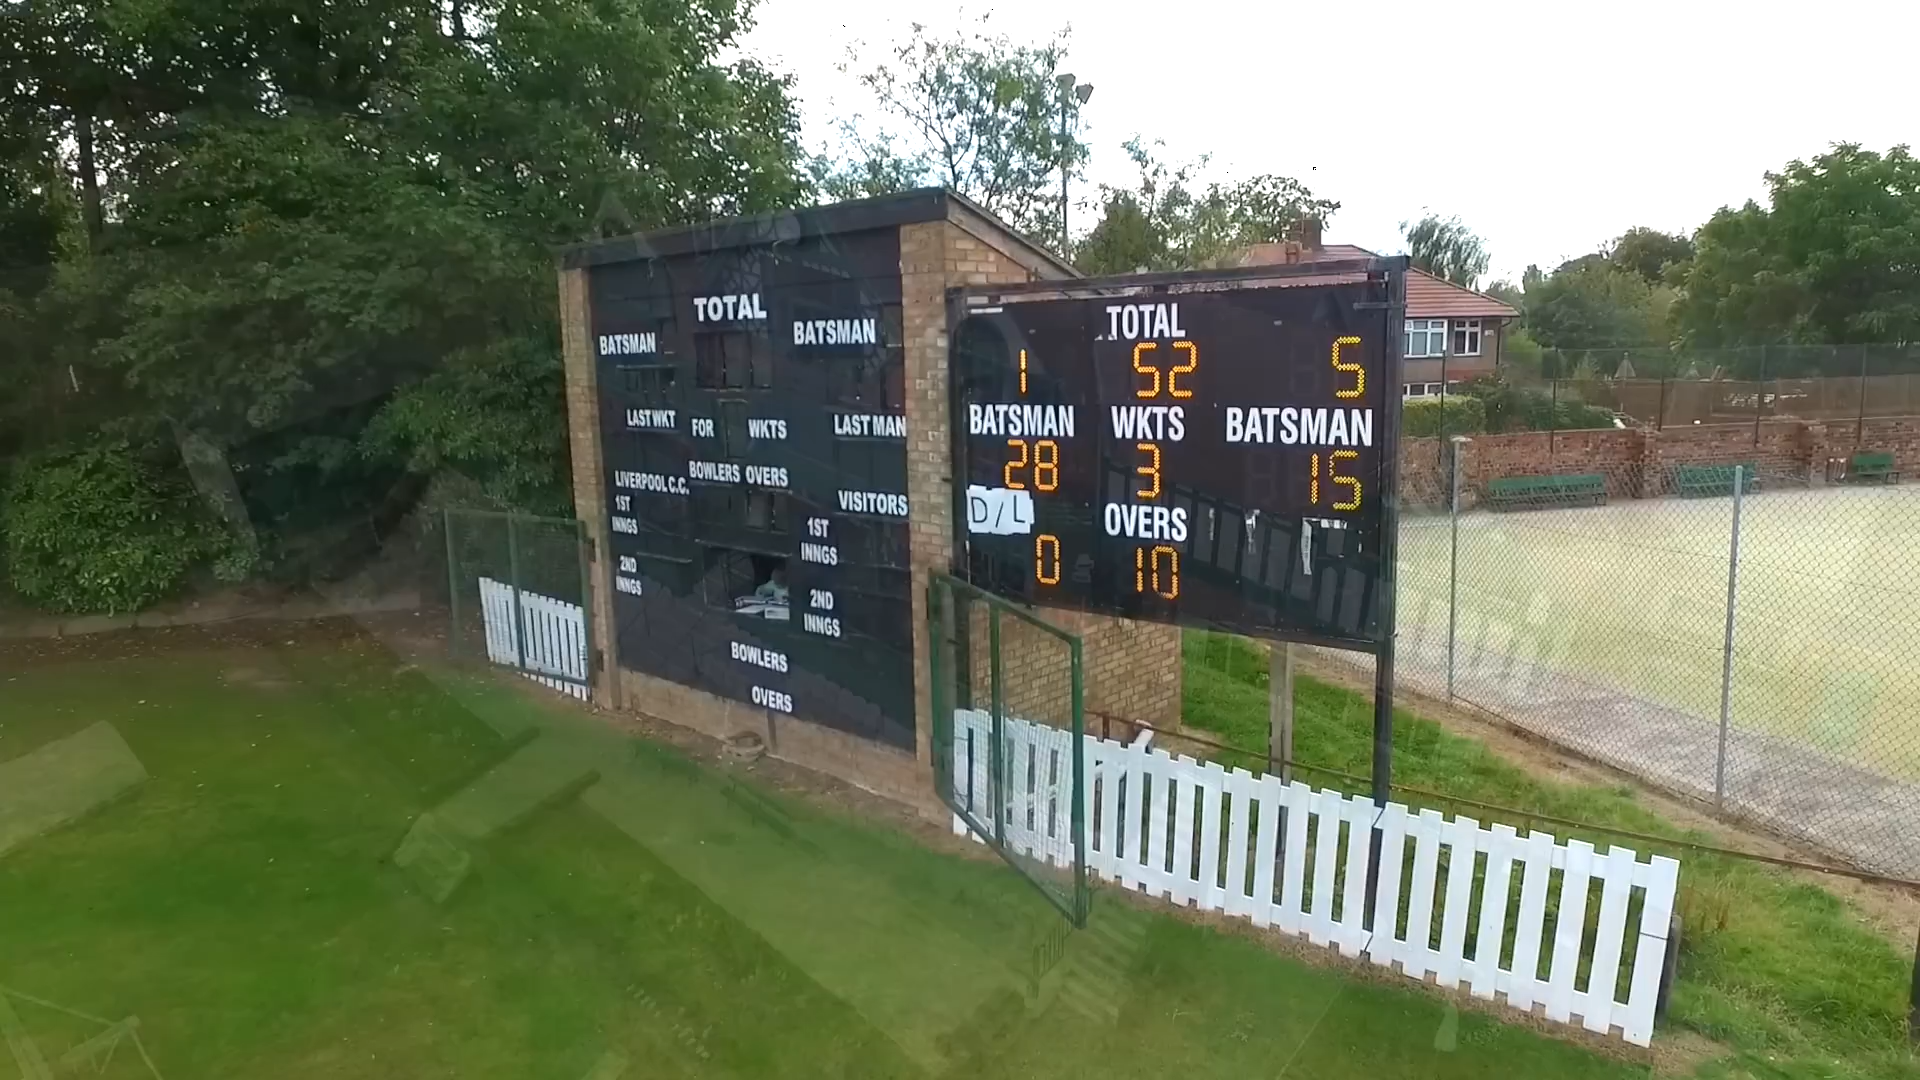 TOTAL
BATSMAN BATSMAN
LAST WKT FOR WKTS LAST MAN
BOWLERS OVERS
LIVERPOOL C.C. VISITORS
1ST INNGS
1ST INNGS
2ND INNGS
2ND INNGS
BOWLERS
OVERS
TOTAL
1 52 5
BATSMAN WKTS BATSMAN
28 3 15
D/L OVERS
0 10